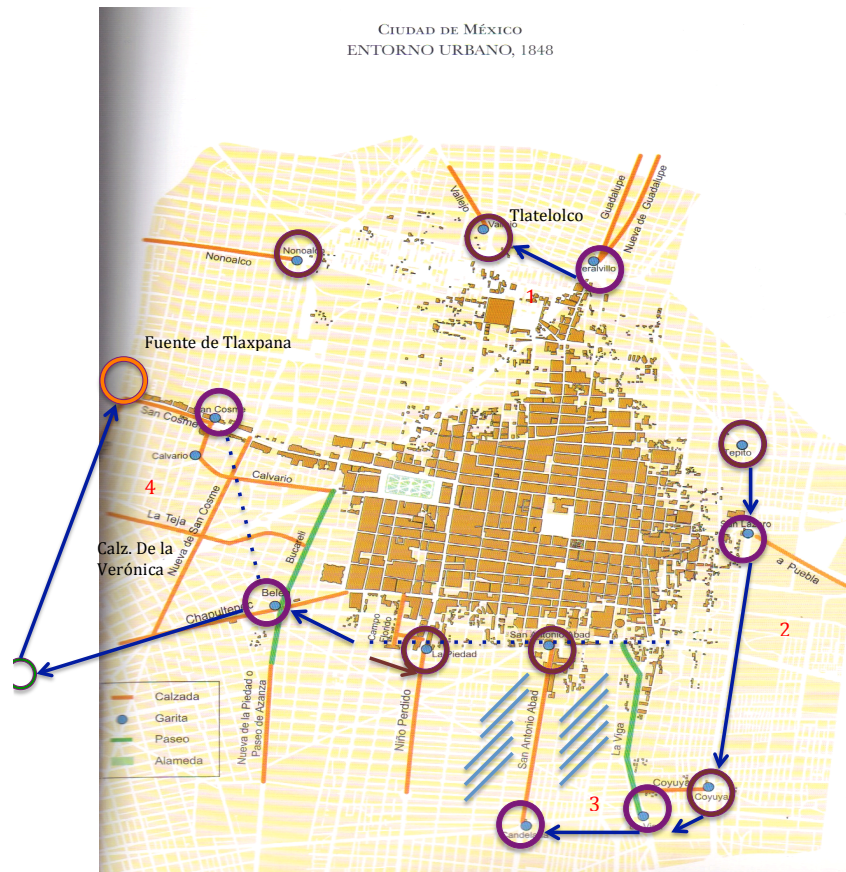 CIUDAD DE MÉXICO
ENTORNO URBANO, 1848
Vallejo
Tlatelolco
Guadalupe
Nueva de Guadalupe
Nonoalco
Nonoalco
Vallejo
Peralvillo
1
Fuente de Tlaxpana
San Cosme
San Cosme
Calvario
Calvario
Tepito
4
La Teja
Nueva de San Cosme
Bucareli
San Lázaro
a Puebla
Calz. De la
Verónica
Chapultepec
Belén
Campo
Florido
La Piedad
San Antonio Abad
2
Calzada
Garita
Paseo
Alameda
Nueva de la Piedad o
Paseo de Azanza
Niño Perdido
San Antonio Abad
La Viga
Coyuya
Coyuya
3
Candelaria